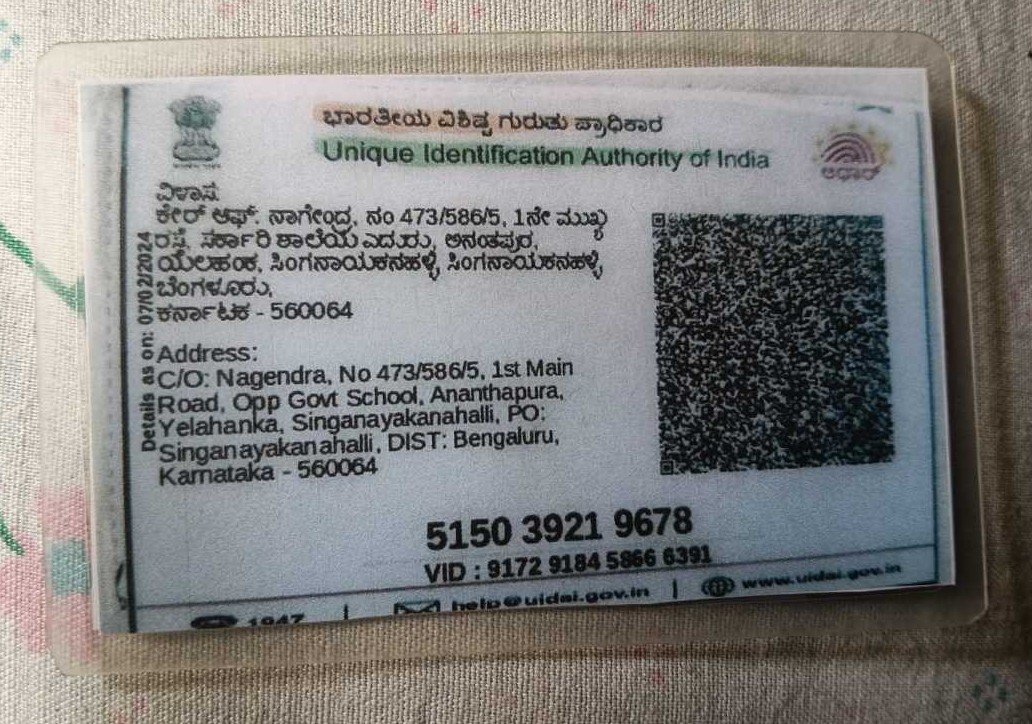 ಭಾರತೀಯ ವಿಶಿಷ್ಟ ಗುರುತು ಪ್ರಾಧಿಕಾರ
Unique Identification Authority of India
ಆಧಾರ್
ವಿಳಾಸ:
ಕೇರ್ ಆಫ್: ನಾಗೇಂದ್ರ, ನಂ 473/586/5, 1ನೇ ಮುಖ್ಯ
ರಸ್ತೆ, ಸರ್ಕಾರಿ ಶಾಲೆಯ ಎದುರು, ಅನಂತಪುರ,
ಯಲಹಂಕ, ಸಿಂಗನಾಯಕನಹಳ್ಳಿ, ಸಿಂಗನಾಯಕನಹಳ್ಳಿ,
ಬೆಂಗಳೂರು,
ಕರ್ನಾಟಕ - 560064
Details as on: 07/02/2024
Address:
C/O: Nagendra, No 473/586/5, 1st Main
Road, Opp Govt School, Ananthapura,
Yelahanka, Singanayakanahalli, PO:
Singanayakanahalli, DIST: Bengaluru,
Karnataka - 560064
5150 3921 9678
VID : 9172 9184 5866 6391
1947 | help@uidai.gov.in | www.uidai.gov.in